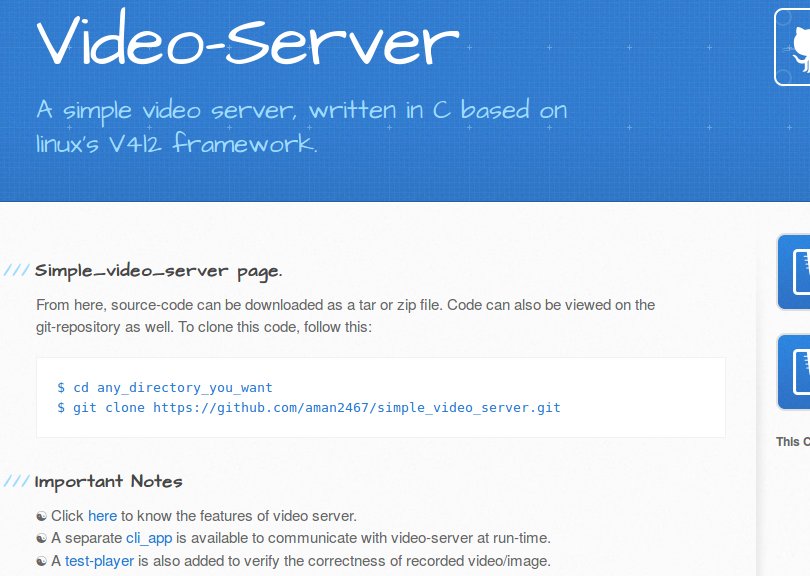 Video-Server
A simple video server, written in C based on
linux's V4l2 framework.
/// Simple_video_server page.
From here, source-code can be downloaded as a tar or zip file. Code can also be viewed on the
git-repository as well. To clone this code, follow this:
$ cd any_directory_you_want
$ git clone https://github.com/aman2467/simple_video_server.git
This C
/// Important Notes
☯ Click here to know the features of video server.
☯ A separate cli_app is available to communicate with video-server at run-time.
☯ A test-player is also added to verify the correctness of recorded video/image.